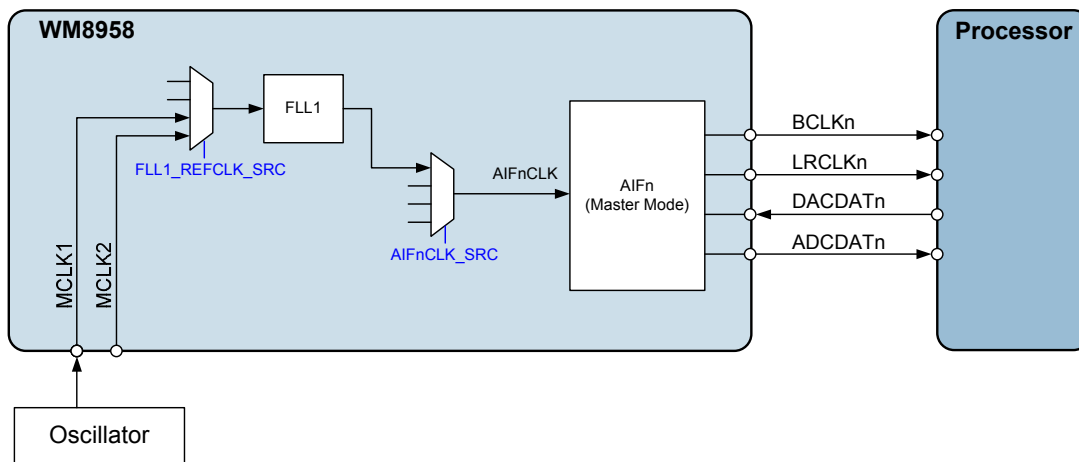 WM8958
Processor
FLL1
FLL1_REFCLK_SRC
AIFnCLK
AIFnCLK_SRC
AIFn
(Master Mode)
BCLKn
LRCLKn
DACDATn
ADCDATn
MCLK1
MCLK2
Oscillator